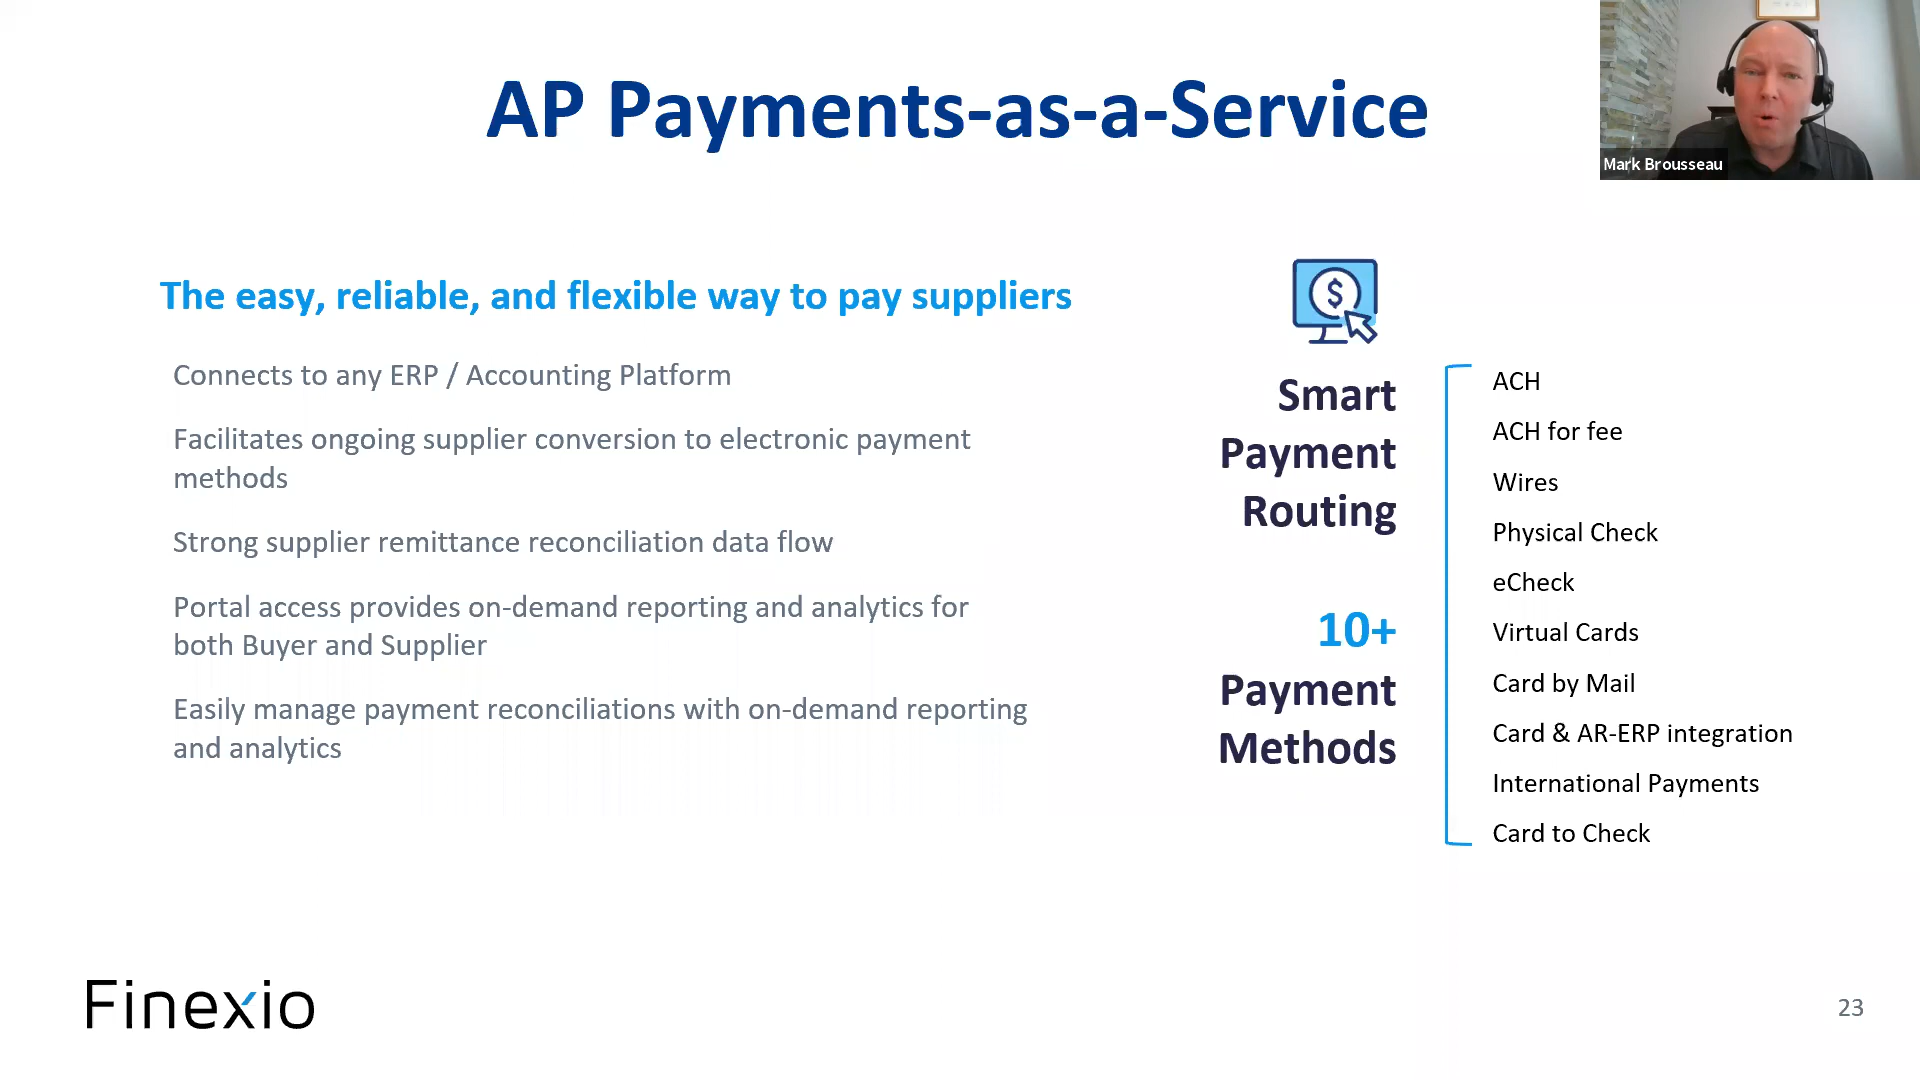 AP Payments-as-a-Service
Mark Brousseau
The easy, reliable, and flexible way to pay suppliers
Connects to any ERP / Accounting Platform
Facilitates ongoing supplier conversion to electronic payment
methods
Strong supplier remittance reconciliation data flow
Portal access provides on-demand reporting and analytics for
both Buyer and Supplier
Easily manage payment reconciliations with on-demand reporting
and analytics
$
Smart
Payment
Routing
10+
Payment
Methods
ACH
ACH for fee
Wires
Physical Check
eCheck
Virtual Cards
Card by Mail
Card & AR-ERP integration
International Payments
Card to Check
Finexio
23